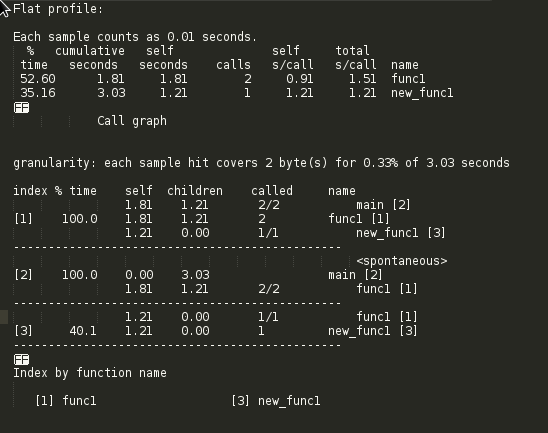 Flat profile:
Each sample counts as 0.01 seconds.
% cumulative self self total
time seconds seconds calls s/call s/call name
52.60 1.81 1.81 2 0.91 1.51 func1
35.16 3.03 1.21 1 1.21 1.21 new_func1
FF
Call graph
granularity: each sample hit covers 2 byte(s) for 0.33% of 3.03 seconds
index % time self children called name
1.81 1.21 2/2 main [2]
[1] 100.0 1.81 1.21 2 func1 [1]
1.21 0.00 1/1 new_func1 [3]
-----------------------------------------------
<spontaneous>
[2] 100.0 0.00 3.03 main [2]
1.81 1.21 2/2 func1 [1]
-----------------------------------------------
1.21 0.00 1/1 func1 [1]
[3] 40.1 1.21 0.00 1 new_func1 [3]
-----------------------------------------------
FF
Index by function name
[1] func1 [3] new_func1